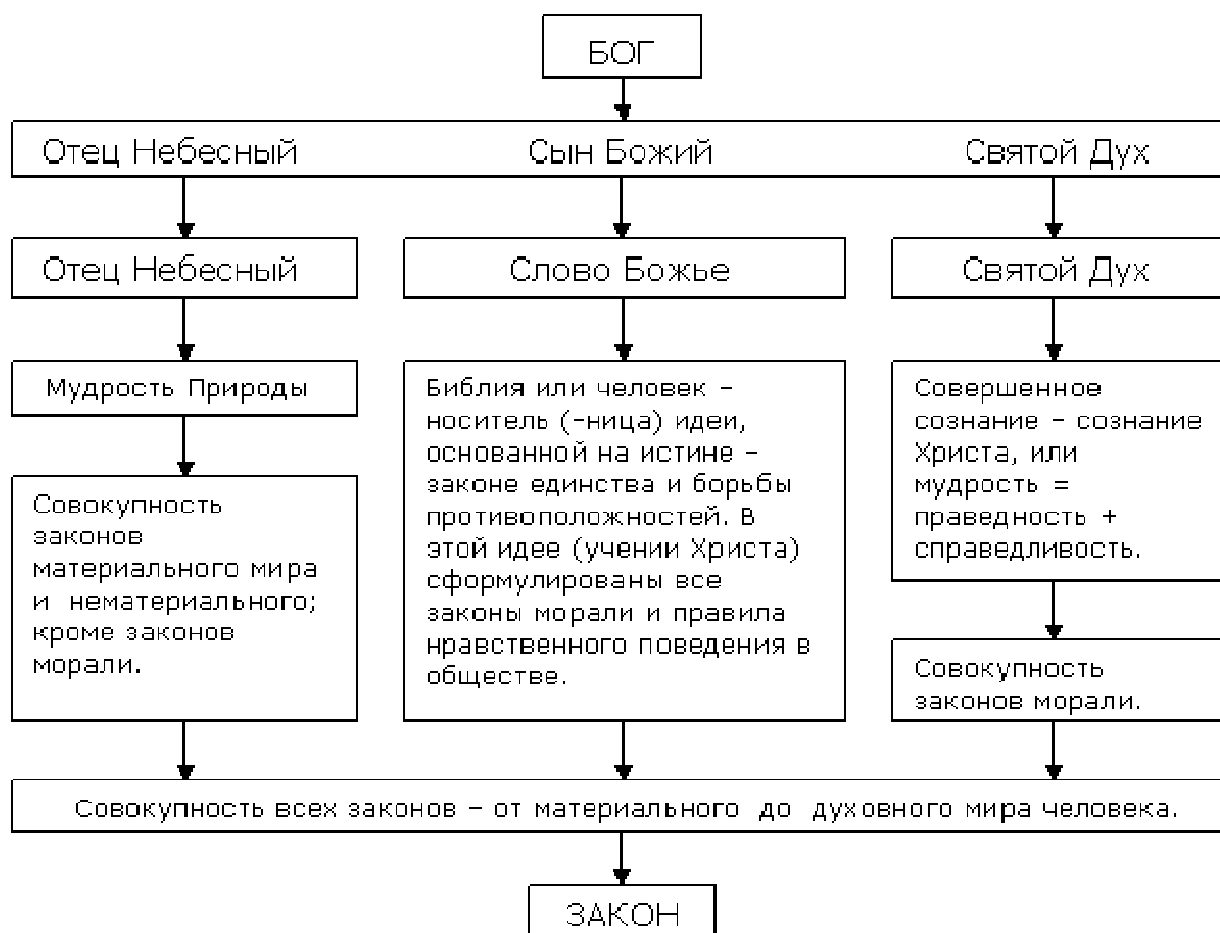 БОГ
Отец Небесный
Сын Божий
Святой Дух
Отец Небесный
Слово Божье
Святой Дух
Мудрость Природы
Совокупность
законов
материального мира
и нематериального;
кроме законов
морали.
Библия или человек –
носитель (-ница) идеи,
основанной на истине –
законе единства и борьбы
противоположностей. В
этой идее (учении Христа)
сформулированы все
законы морали и правила
нравственного поведения в
обществе.
Совершенное
сознание – сознание
Христа, или
мудрость =
праведность +
справедливость.
Совокупность
законов морали.
Совокупность всех законов – от материального до духовного мира человека.
ЗАКОН